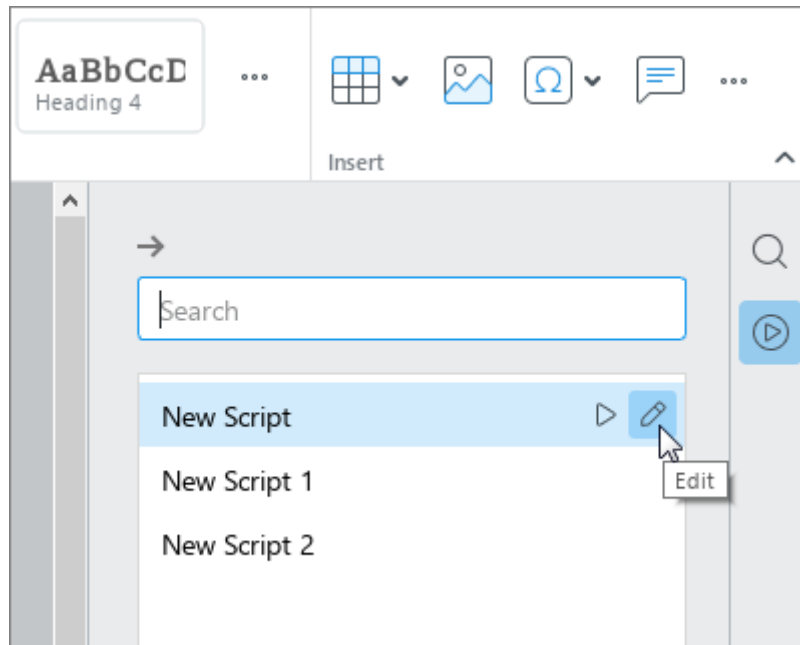 AaBbCcD
Heading 4
Insert
Search
New Script
Edit
New Script 1
New Script 2